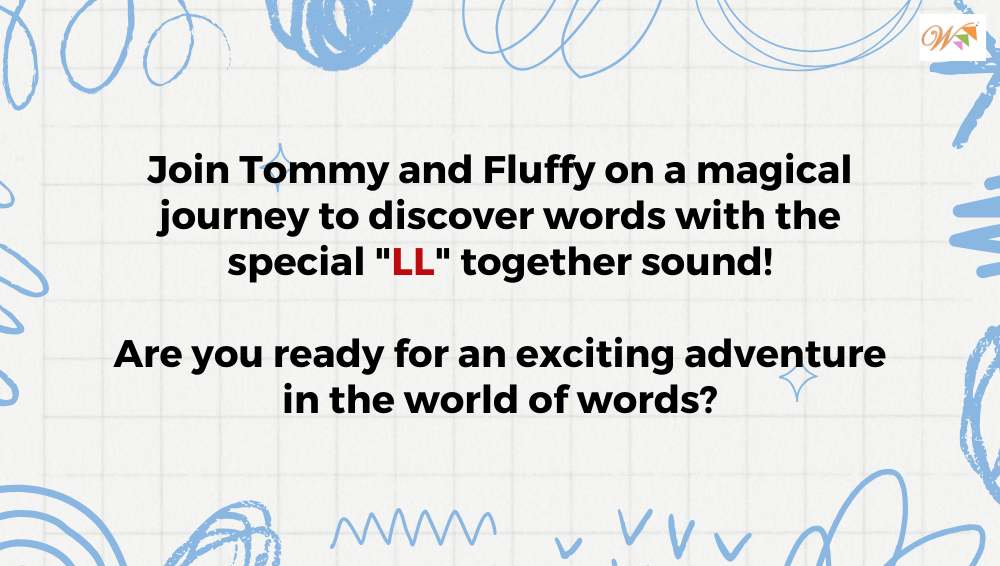 W
Join Tommy and Fluffy on a magical
journey to discover words with the
special "LL" together sound!
Are you ready for an exciting adventure
in the world of words?